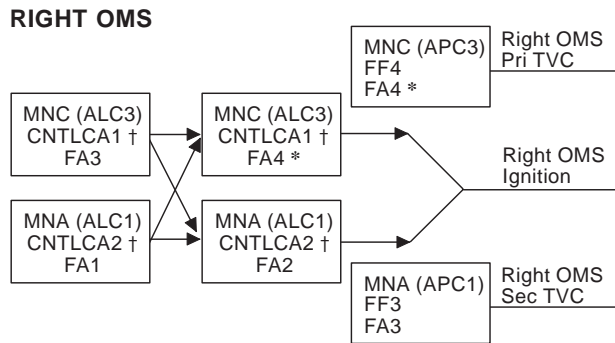 RIGHT OMS
MNC (APC3)
FF4
FA4 *
Right OMS
Pri TVC
MNC (ALC3)
CNTLCA1 †
FA3
MNC (ALC3)
CNTLCA1 †
FA4 *
Right OMS
Ignition
MNA (ALC1)
CNTLCA2 †
FA1
MNA (ALC1)
CNTLCA2 †
FA2
MNA (APC1)
FF3
FA3
Right OMS
Sec TVC